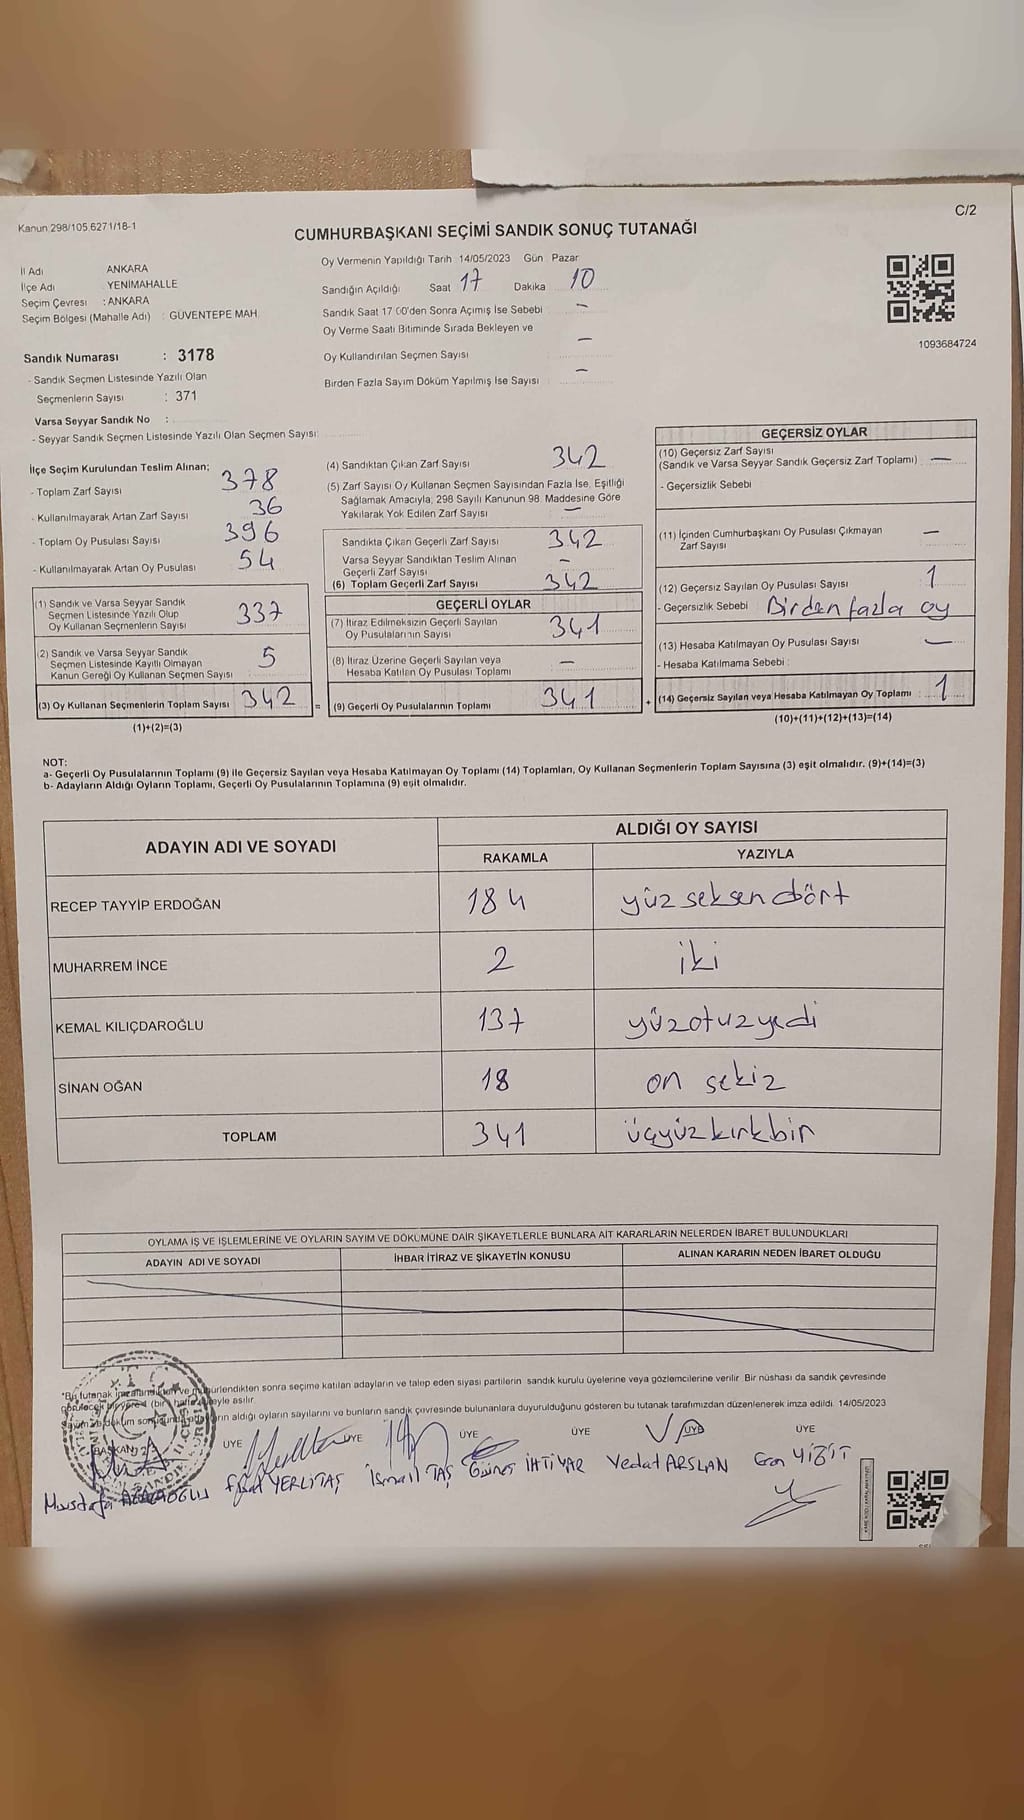 C/2
Kanun 298/105 6271/18-1
CUMHURBAŞKANI SEÇİMİ SANDIK SONUÇ TUTANAĞI
İl Adı ANKARA
İlçe Adı YENİMAHALLE
Seçim Çevresi : ANKARA
Seçim Bölgesi (Mahalle Adı) : GÜVENTEPE MAH.
Sandık Numarası : 3178
- Sandık Seçmen Listesinde Yazılı Olan
Seçmenlerin Sayısı : 371
Varsa Seyyar Sandık No :
- Seyyar Sandık Seçmen Listesinde Yazılı Olan Seçmen Sayısı:
Oy Vermenin Yapıldığı Tarih 14/05/2023 Gün Pazar
Sandığın Açıldığı Saat 17 Dakika 10
Sandık Saat 17 00'den Sonra Açımış İse Sebebi —
Oy Verme Saati Bitiminde Sırada Bekleyen ve
Oy Kullandırılan Seçmen Sayısı —
Birden Fazla Sayım Döküm Yapılmış İse Sayısı —
1093684724
İlçe Seçim Kurulundan Teslim Alınan;
- Toplam Zarf Sayısı 378
- Kullanılmayarak Artan Zarf Sayısı 36
- Toplam Oy Pusulası Sayısı 396
- Kullanılmayarak Artan Oy Pusulası 54
(1) Sandık ve Varsa Seyyar Sandık
Seçmen Listesinde Yazılı Olup
Oy Kullanan Seçmenlerin Sayısı 337
(2) Sandık ve Varsa Seyyar Sandık
Seçmen Listesinde Kayıtlı Olmayan
Kanun Gereği Oy Kullanan Seçmen Sayısı 5
(3) Oy Kullanan Seçmenlerin Toplam Sayısı 342 =
(1)+(2)=(3)
(4) Sandıktan Çıkan Zarf Sayısı 342
(5) Zarf Sayısı Oy Kullanan Seçmen Sayısından Fazla İse, Eşitliği
Sağlamak Amacıyla, 298 Sayılı Kanunun 98. Maddesine Göre
Yakılarak Yok Edilen Zarf Sayısı —
Sandıkta Çıkan Geçerli Zarf Sayısı 342
Varsa Seyyar Sandıktan Teslim Alınan
Geçerli Zarf Sayısı —
(6) Toplam Geçerli Zarf Sayısı 342
GEÇERLİ OYLAR
(7) İtiraz Edilmeksizin Geçerli Sayılan
Oy Pusulalarının Sayısı 341
(8) İtiraz Üzerine Geçerli Sayılan veya
Hesaba Katılan Oy Pusulası Toplamı —
(9) Geçerli Oy Pusulalarının Toplamı 341 +
GEÇERSİZ OYLAR
(10) Geçersiz Zarf Sayısı
(Sandık ve Varsa Seyyar Sandık Geçersiz Zarf Toplamı) —
- Geçersizlik Sebebi
(11) İçinden Cumhurbaşkanı Oy Pusulası Çıkmayan
Zarf Sayısı —
(12) Geçersiz Sayılan Oy Pusulası Sayısı 1
- Geçersizlik Sebebi Birden fazla oy
(13) Hesaba Katılmayan Oy Pusulası Sayısı —
- Hesaba Katılmama Sebebi :
(14) Geçersiz Sayılan veya Hesaba Katılmayan Oy Toplamı : 1
(10)+(11)+(12)+(13)=(14)
NOT:
a- Geçerli Oy Pusulalarının Toplamı (9) ile Geçersiz Sayılan veya Hesaba Katılmayan Oy Toplamı (14) Toplamları, Oy Kullanan Seçmenlerin Toplam Sayısına (3) eşit olmalıdır. (9)+(14)=(3)
b- Adayların Aldığı Oyların Toplamı, Geçerli Oy Pusulalarının Toplamına (9) eşit olmalıdır.
ADAYIN ADI VE SOYADI ALDIĞI OY SAYISI
RAKAMLA YAZIYLA
RECEP TAYYİP ERDOĞAN 184 yüz seksen dört
MUHARREM İNCE 2 iki
KEMAL KILIÇDAROĞLU 137 yüzotuzyedi
SİNAN OĞAN 18 on sekiz
TOPLAM 341 üçyüzkırkbir
OYLAMA İŞ VE İŞLEMLERİNE VE OYLARIN SAYIM VE DÖKÜMÜNE DAİR ŞİKAYETLERLE BUNLARA AİT KARARLARIN NELERDEN İBARET BULUNDUKLARI
ADAYIN ADI VE SOYADI İHBAR İTİRAZ VE ŞİKAYETİN KONUSU ALINAN KARARIN NEDEN İBARET OLDUĞU
*Bu tutanak imzalandıktan ve mühürlendikten sonra seçime katılan adayların ve talep eden siyasi partilerin sandık kurulu üyelerine veya gözlemcilerine verilir. Bir nüshası da sandık çevresinde
görülecek bir yere 1 (bir) hafta süreyle asılır.
adayların aldığı oyların sayılarını ve bunların sandık çevresinde bulunanlara duyurulduğunu gösteren bu tutanak tarafımızdan düzenlenerek imza edildi. 14/05/2023
BAŞKAN ÜYE ÜYE ÜYE ÜYE ÜYE ÜYE
Mustafa YERLİTAŞ İsmail TAŞ Güneş İHTİYAR Vedat ARSLAN YİĞİT